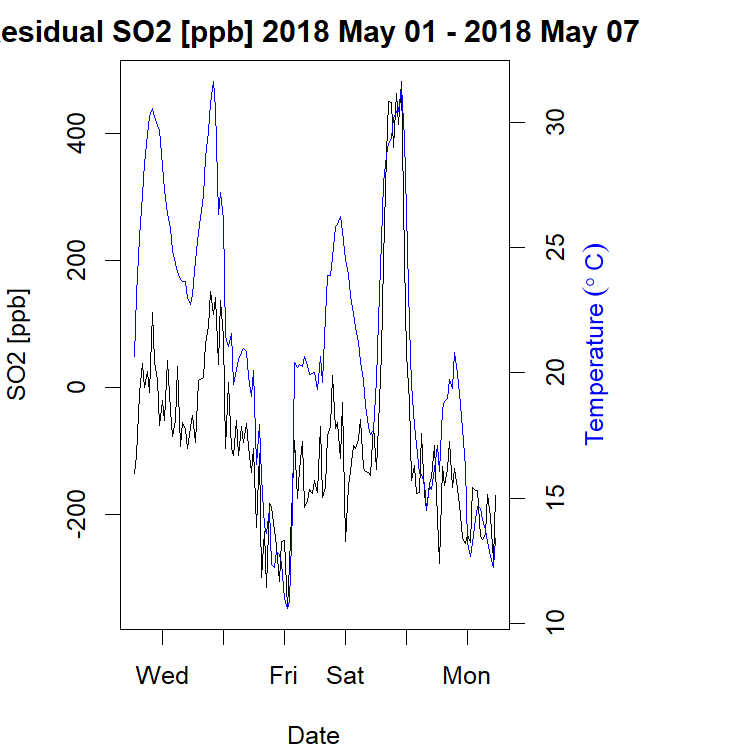 esidual SO2 [ppb] 2018 May 01 - 2018 May 07
SO2 [ppb]
400
200
0
-200
30
25
20
15
10
Temperature (° C)
Wed Fri Sat Mon
Date